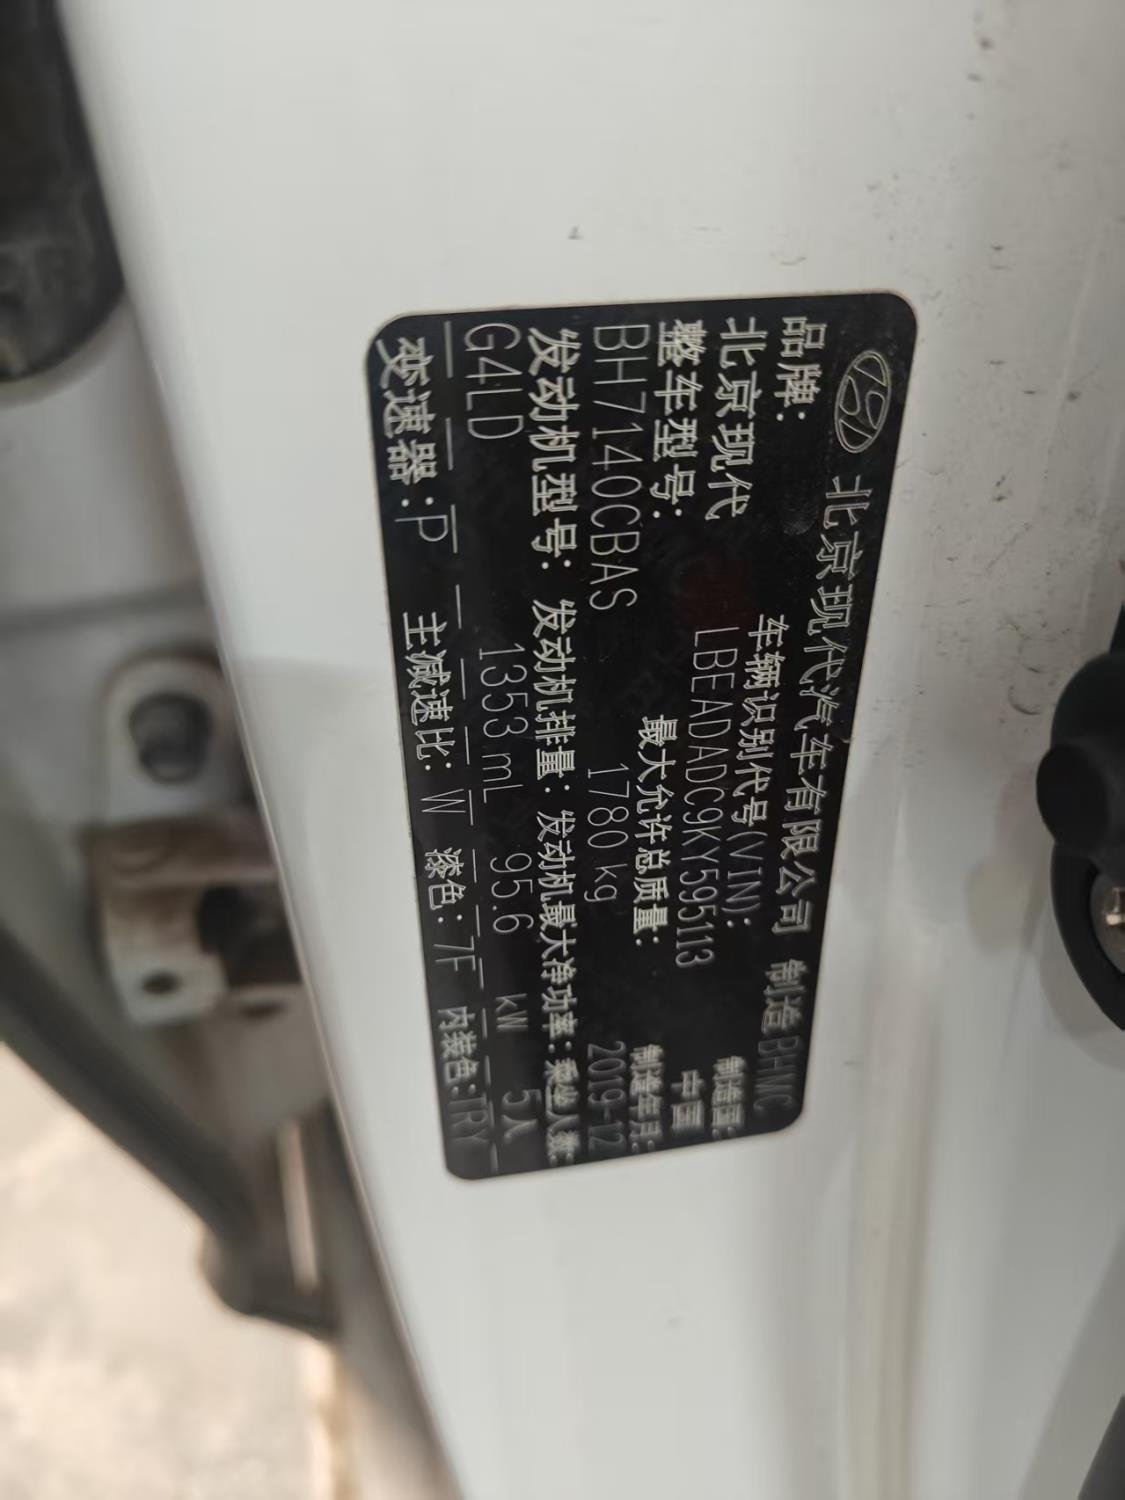 北京现代汽车有限公司 制造 BHMC
品牌: 车辆识别代号(VIN): 制造国:
北京现代 LBEADADC9KY595113 中国
整车型号: 最大允许总质量: 制造年月:
BH7140CBAS 1780 kg 2019-12
发动机型号: 发动机排量: 发动机最大净功率: 乘坐人数:
G4LD 1353 mL 95.6 kW 5人
变速器: P 主减速比: W 漆色: 7F 内装色: TRY